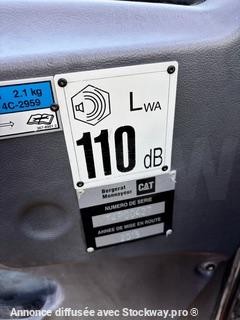 2.1 kg
4C-2959
LWA
110 dB
Bergerat
Monnoyeur
CAT
NUMERO DE SERIE
ANNEE DE MISE EN ROUTE
Annonce diffusée avec Stockway.pro ®